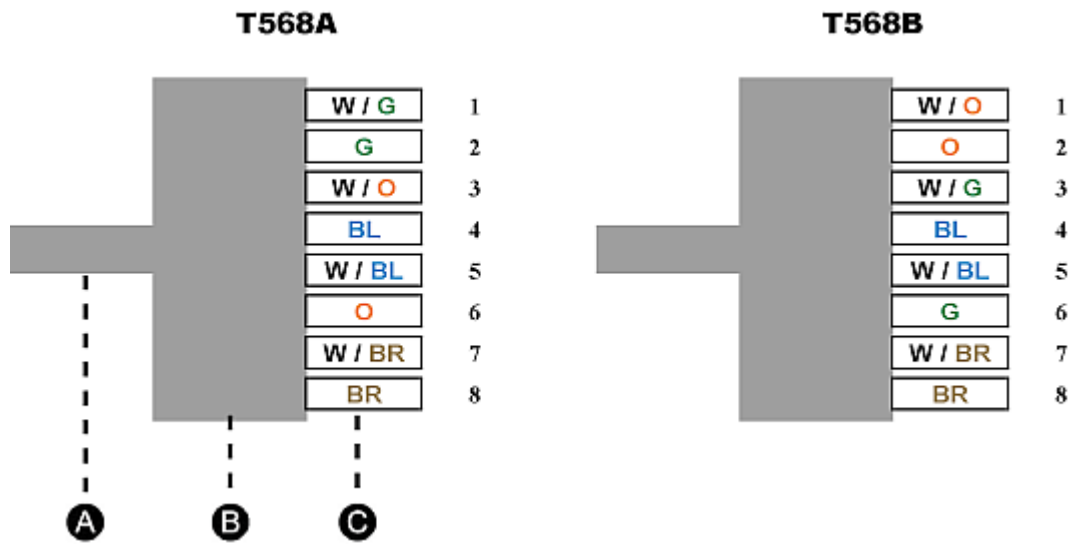 T568A T568B
W / G 1 W / O 1
G 2 O 2
W / O 3 W / G 3
BL 4 BL 4
W / BL 5 W / BL 5
O 6 G 6
W / BR 7 W / BR 7
BR 8 BR 8
A B C